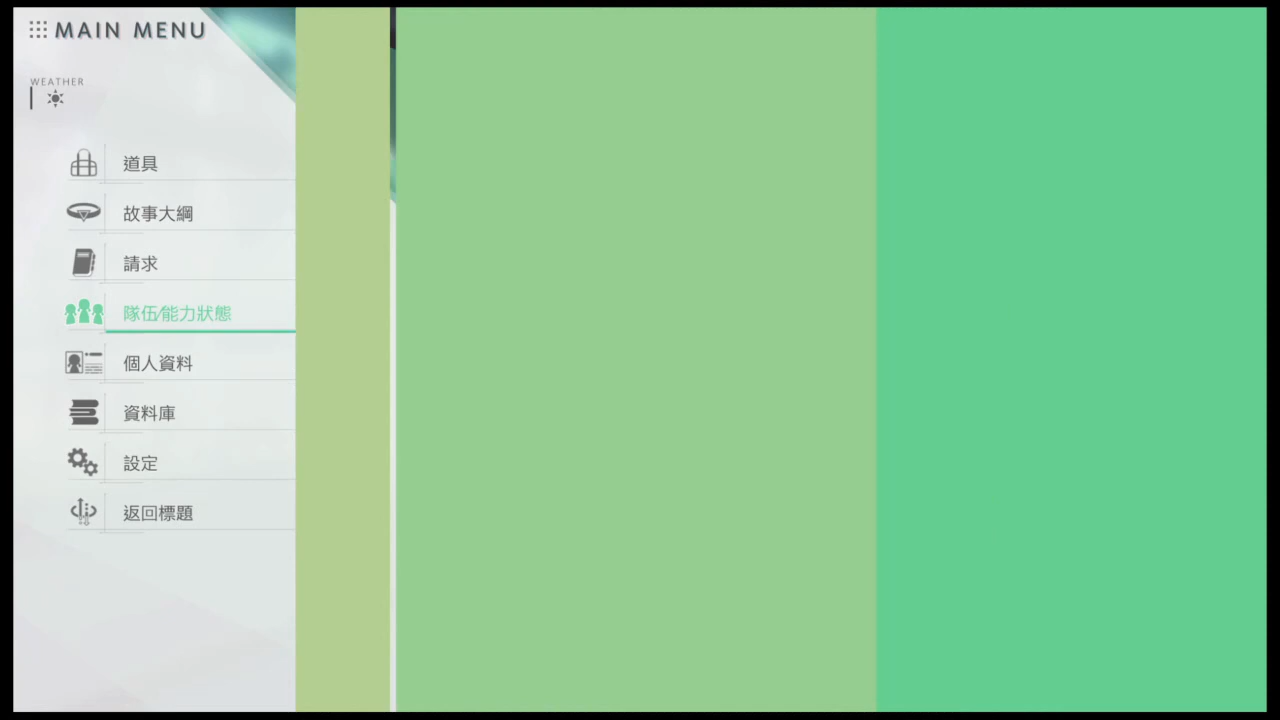 MAIN MENU
WEATHER
道具
故事大綱
請求
隊伍/能力狀態
個人資料
資料庫
設定
返回標題